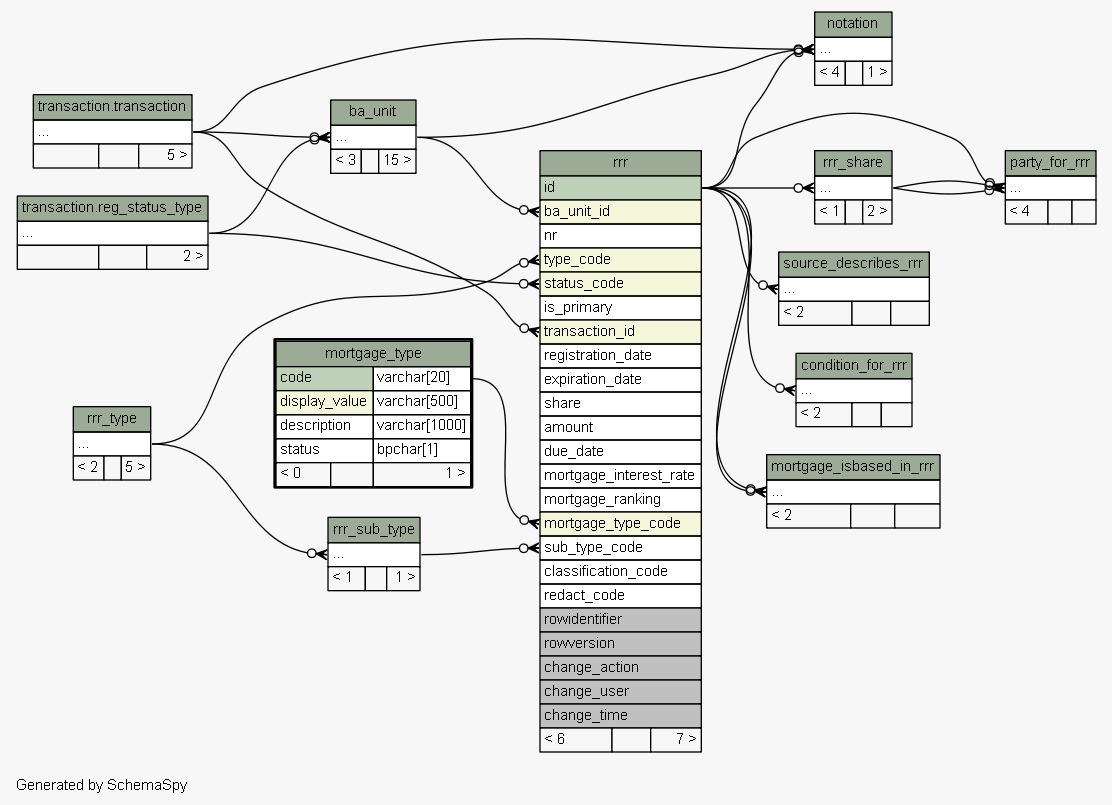 notation
...
< 4 1 >
transaction.transaction
...
5 >
ba_unit
...
< 3 15 >
transaction.reg_status_type
...
2 >
rrr
id
ba_unit_id
nr
type_code
status_code
is_primary
transaction_id
registration_date
expiration_date
share
amount
due_date
mortgage_interest_rate
mortgage_ranking
mortgage_type_code
sub_type_code
classification_code
redact_code
rowidentifier
rowversion
change_action
change_user
change_time
< 6 7 >
rrr_share
...
< 1 2 >
party_for_rrr
...
< 4
source_describes_rrr
...
< 2
condition_for_rrr
...
< 2
mortgage_isbased_in_rrr
...
< 2
mortgage_type
code varchar[20]
display_value varchar[500]
description varchar[1000]
status bpchar[1]
< 0 1 >
rrr_type
...
< 2 5 >
rrr_sub_type
...
< 1 1 >
Generated by SchemaSpy